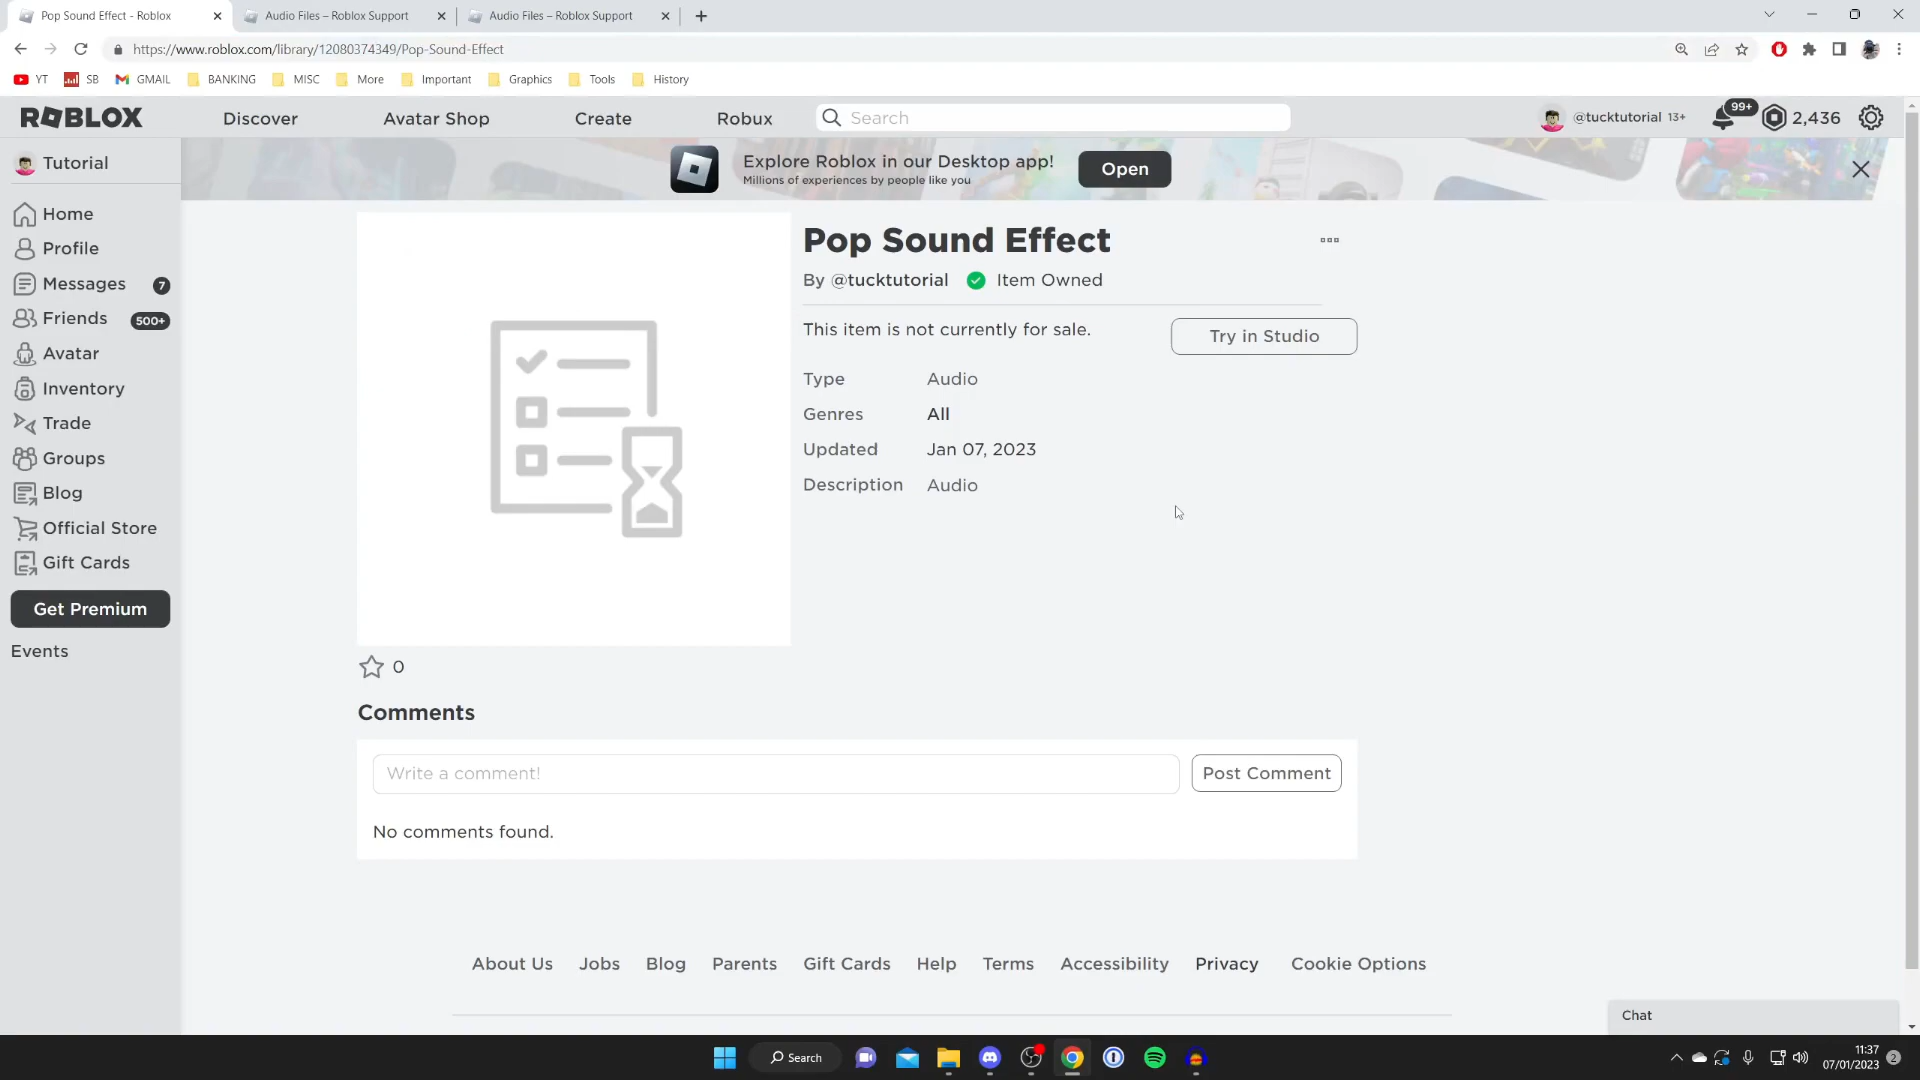 Pop Sound Effect - Roblox
Audio Files – Roblox Support
Audio Files – Roblox Support
https://www.roblox.com/library/12080374349/Pop-Sound-Effect
YT SB GMAIL BANKING MISC More Important Graphics Tools History
ROBLOX Discover Avatar Shop Create Robux Search @tucktutorial 13+ 99+ 2,436
Tutorial
Home
Profile
Messages 7
Friends 500+
Avatar
Inventory
Trade
Groups
Blog
Official Store
Gift Cards
Get Premium
Events
Explore Roblox in our Desktop app!
Millions of experiences by people like you
Open
Pop Sound Effect
By @tucktutorial Item Owned
This item is not currently for sale.
Try in Studio
Type Audio
Genres All
Updated Jan 07, 2023
Description Audio
0
Comments
Write a comment!
Post Comment
No comments found.
About Us Jobs Blog Parents Gift Cards Help Terms Accessibility Privacy Cookie Options
Chat
Search
11:37
07/01/2023
2